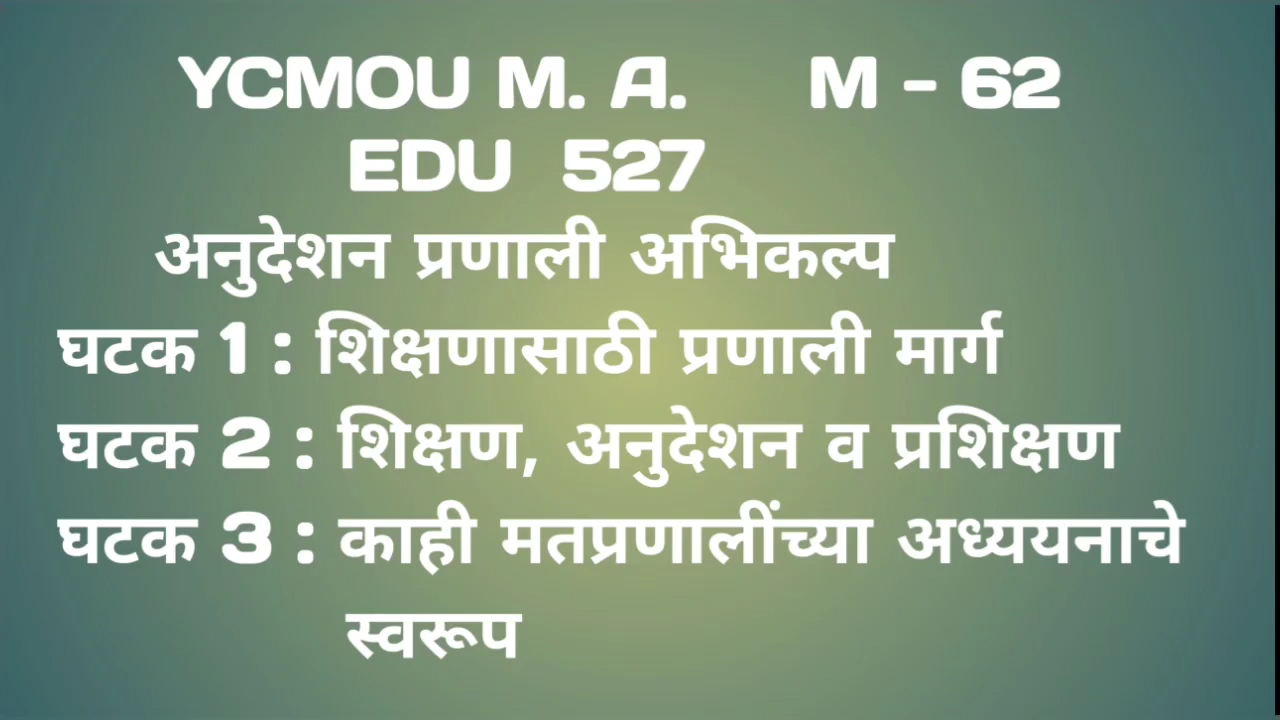 YCMOU M. A. M - 62
EDU 527
अनुदेशन प्रणाली अभिकल्प
घटक 1 : शिक्षणासाठी प्रणाली मार्ग
घटक 2 : शिक्षण, अनुदेशन व प्रशिक्षण
घटक 3 : काही मतप्रणालींच्या अध्ययनाचे
स्वरूप